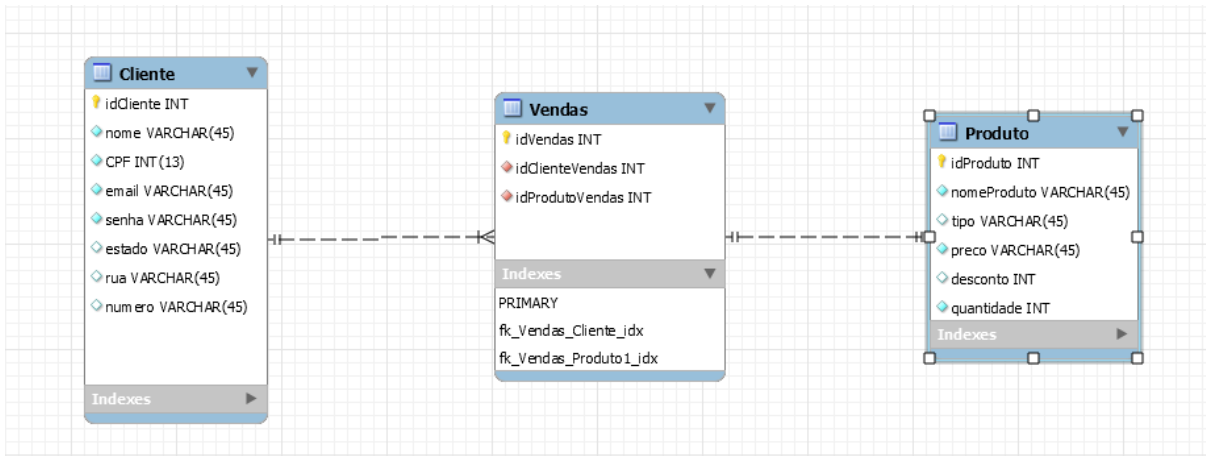 Cliente
idCliente INT
nome VARCHAR(45)
CPF INT(13)
email VARCHAR(45)
senha VARCHAR(45)
estado VARCHAR(45)
rua VARCHAR(45)
numero VARCHAR(45)
Indexes
Vendas
idVendas INT
idClienteVendas INT
idProdutoVendas INT
Indexes
PRIMARY
fk_Vendas_Cliente_idx
fk_Vendas_Produto1_idx
Produto
idProduto INT
nomeProduto VARCHAR(45)
tipo VARCHAR(45)
preco VARCHAR(45)
desconto INT
quantidade INT
Indexes